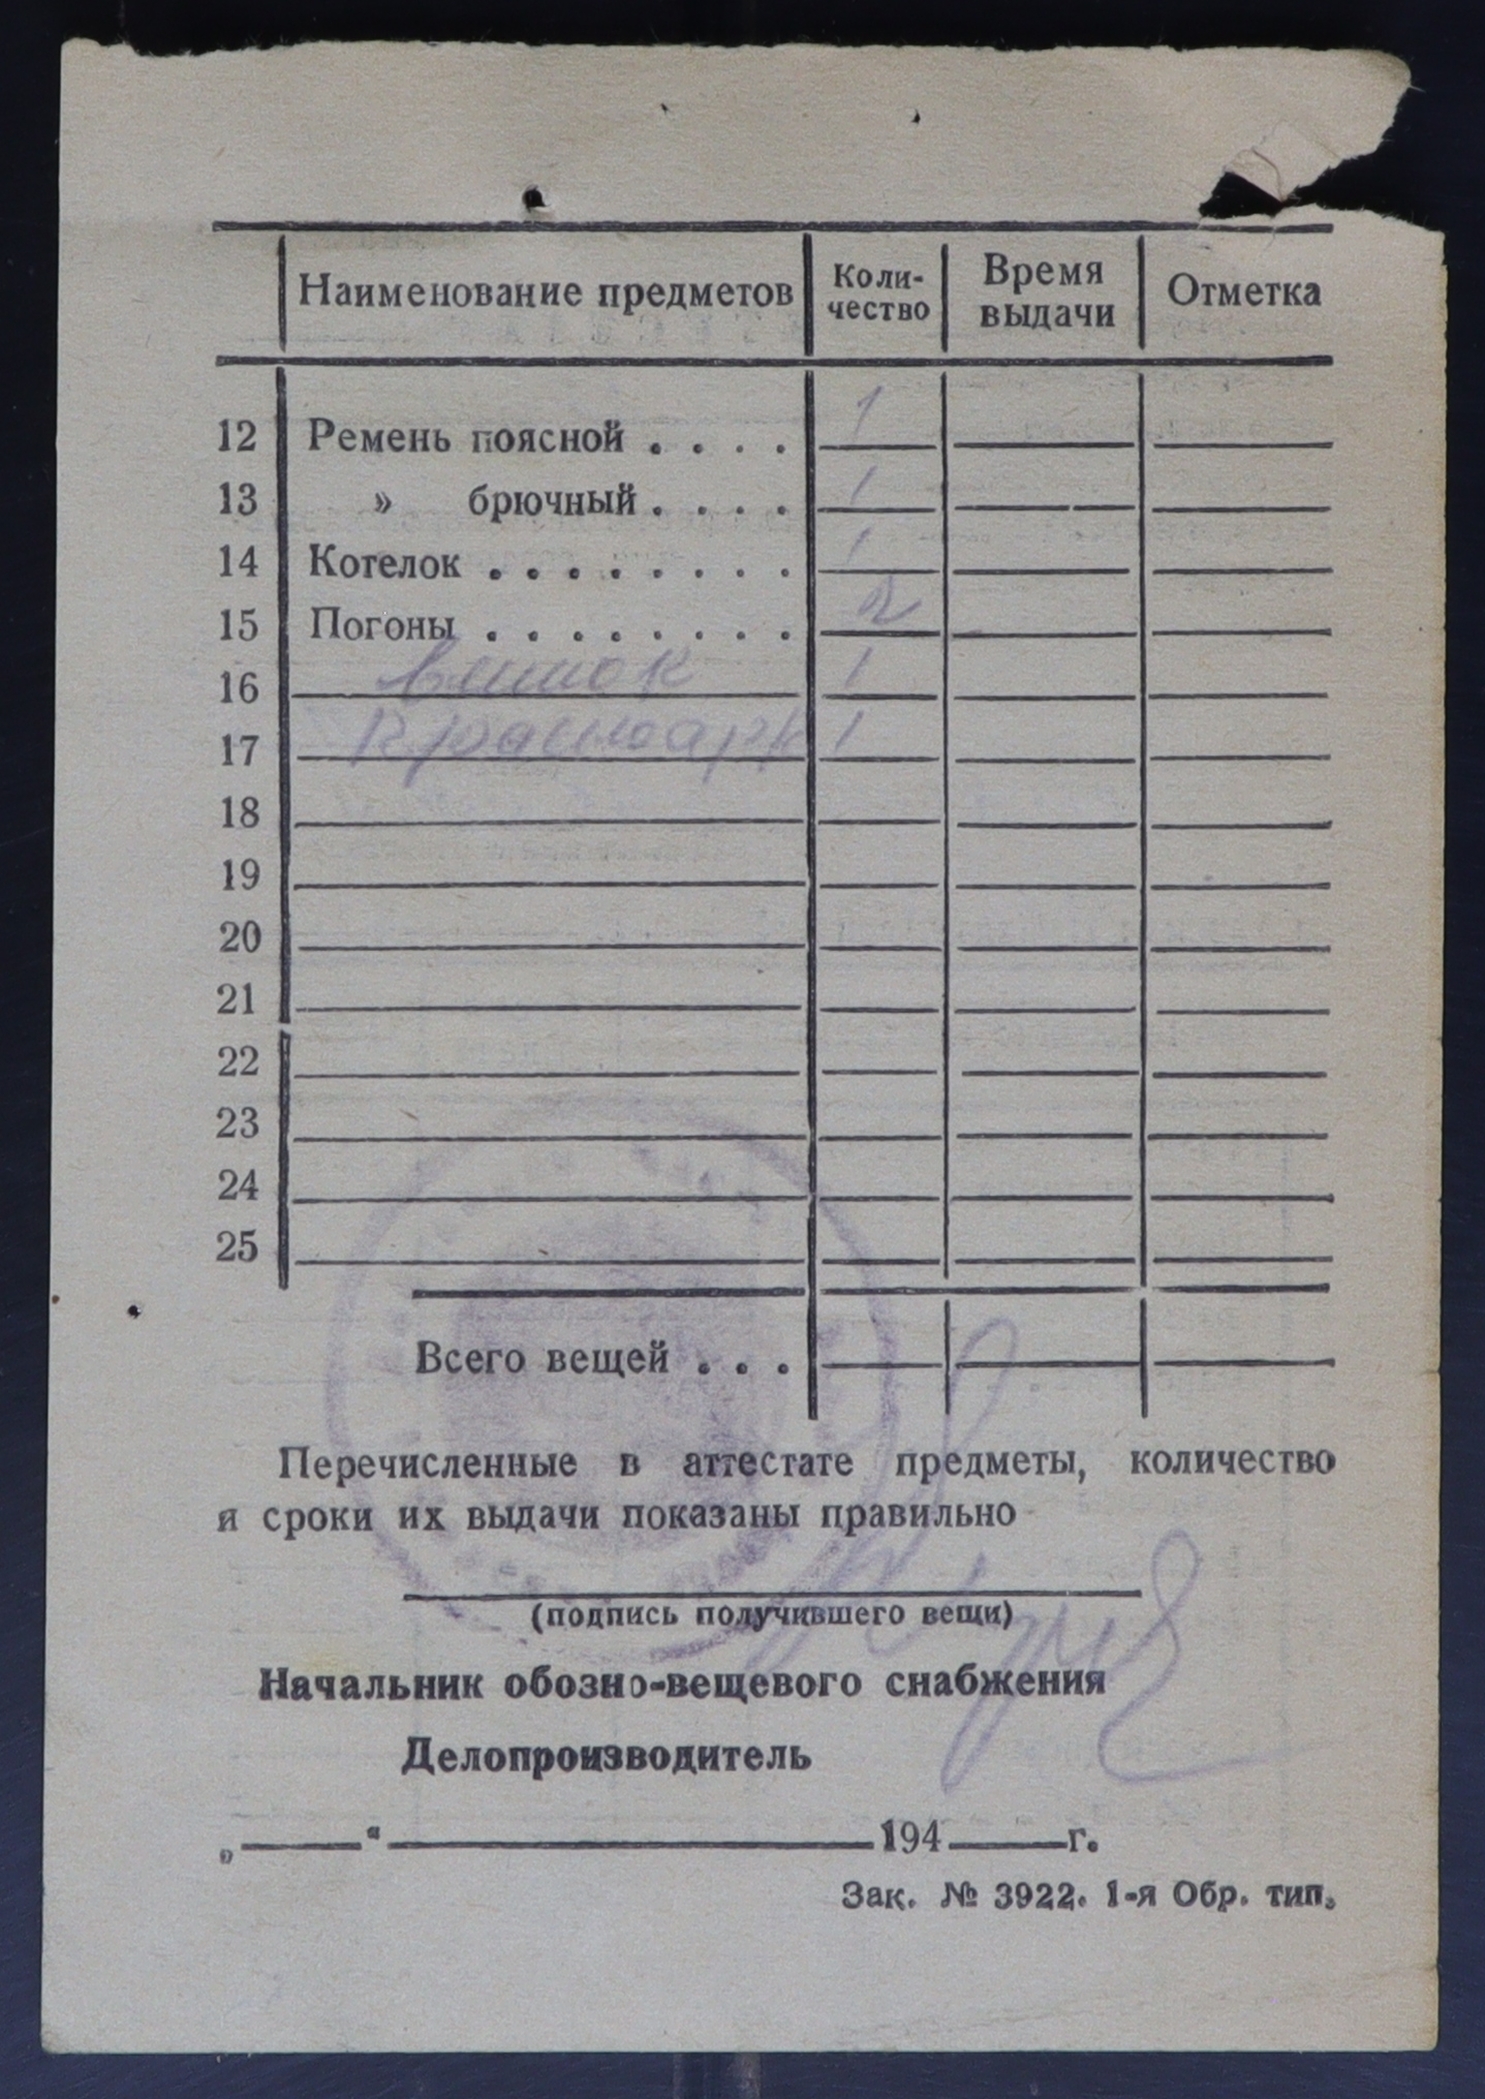 Наименование предметов Коли-чество Время выдачи Отметка
12 Ремень поясной . . . . 1
13 » брючный . . . . 1
14 Котелок . . . . . . . . 1
15 Погоны . . . . . . . . 2
16 1
17 1
18
19
20
21
22
23
24
25
Всего вещей . . .
Перечисленные в аттестате предметы, количество
и сроки их выдачи показаны правильно
(подпись получившего вещи)
Начальник обозно-вещевого снабжения
Делопроизводитель
„ “ 194 г.
Зак. № 3922. 1-я Обр. тип.